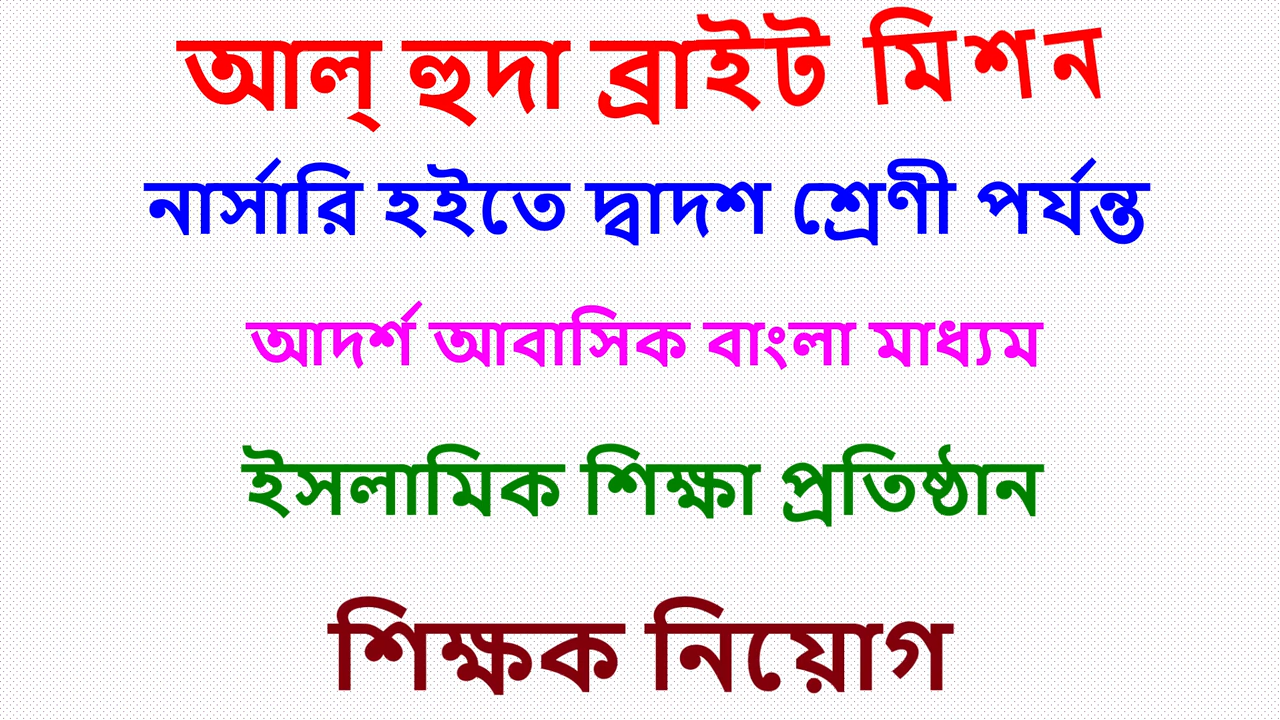 আল্ হুদা ব্রাইট মিশন
নার্সারি হইতে দ্বাদশ শ্রেণী পর্যন্ত
আদর্শ আবাসিক বাংলা মাধ্যম
ইসলামিক শিক্ষা প্রতিষ্ঠান
শিক্ষক নিয়োগ